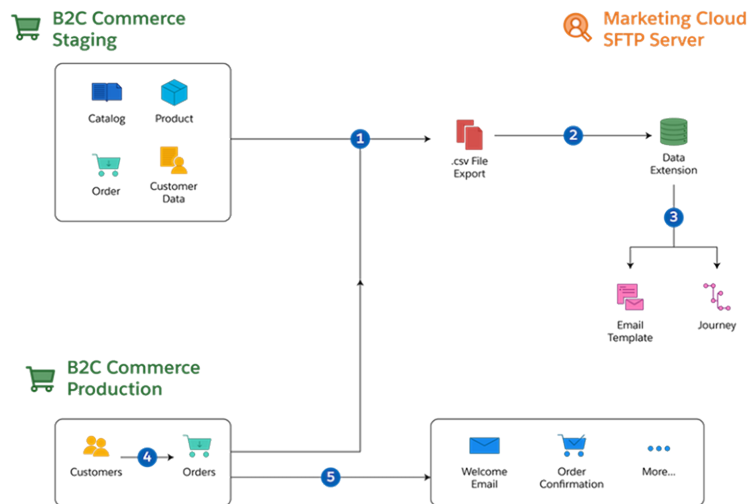 B2C Commerce
Staging
Marketing Cloud
SFTP Server
Catalog
Product
Order
Customer
Data
1
.csv File
Export
2
Data
Extension
3
Email
Template
Journey
B2C Commerce
Production
Customers
4
Orders
5
Welcome
Email
Order
Confirmation
More...